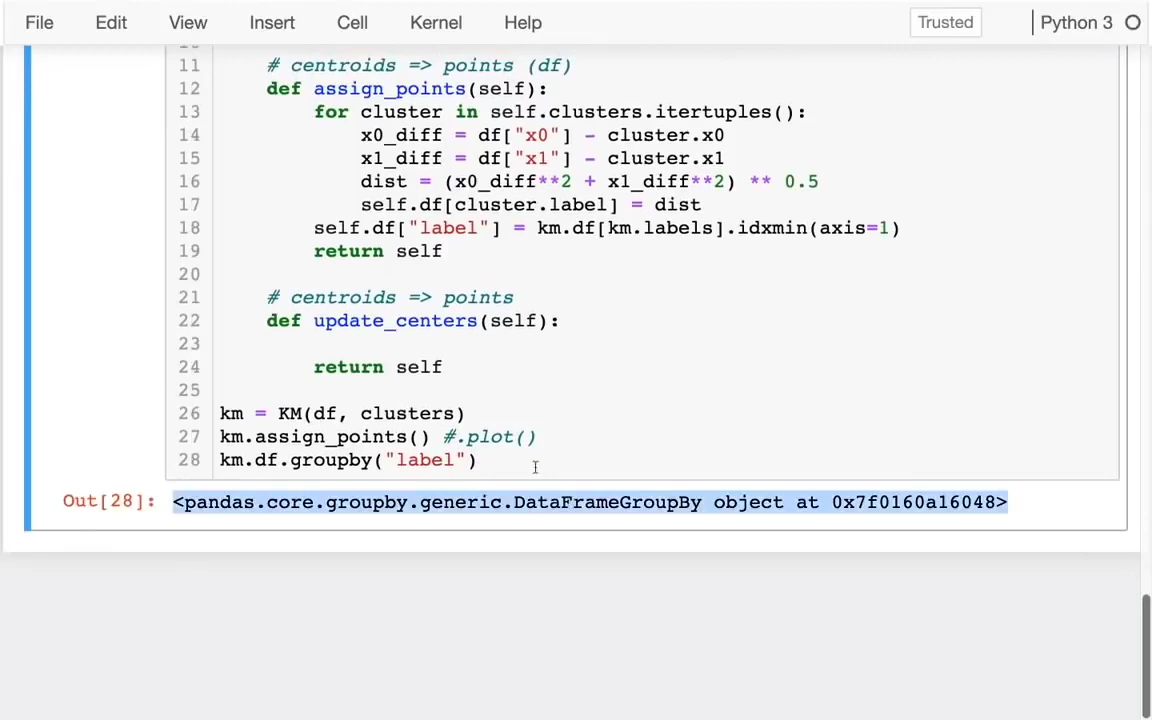 File Edit View Insert Cell Kernel Help Trusted Python 3
11 # centroids => points (df)
12 def assign_points(self):
13 for cluster in self.clusters.itertuples():
14 x0_diff = df["x0"] - cluster.x0
15 x1_diff = df["x1"] - cluster.x1
16 dist = (x0_diff**2 + x1_diff**2) ** 0.5
17 self.df[cluster.label] = dist
18 self.df["label"] = km.df[km.labels].idxmin(axis=1)
19 return self
20
21 # centroids => points
22 def update_centers(self):
23
24 return self
25
26 km = KM(df, clusters)
27 km.assign_points() #.plot()
28 km.df.groupby("label")
Out[28]: <pandas.core.groupby.generic.DataFrameGroupBy object at 0x7f0160a16048>